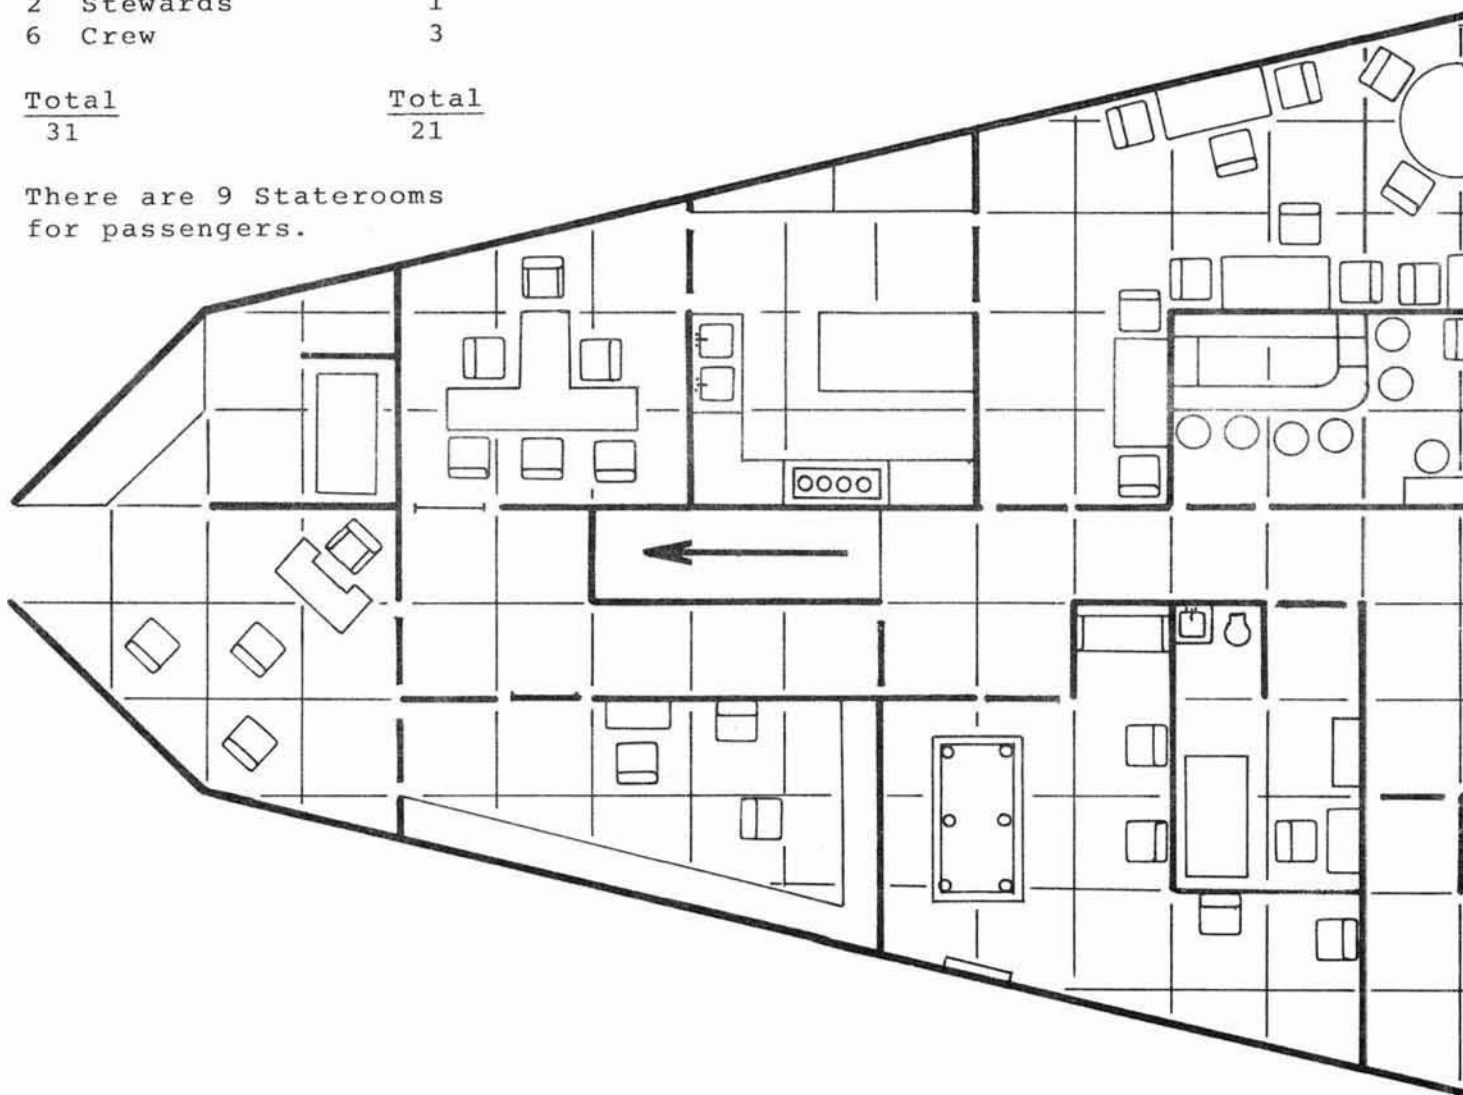 2 Stewards 1
6 Crew 3
Total Total
31 21
There are 9 Staterooms
for passengers.